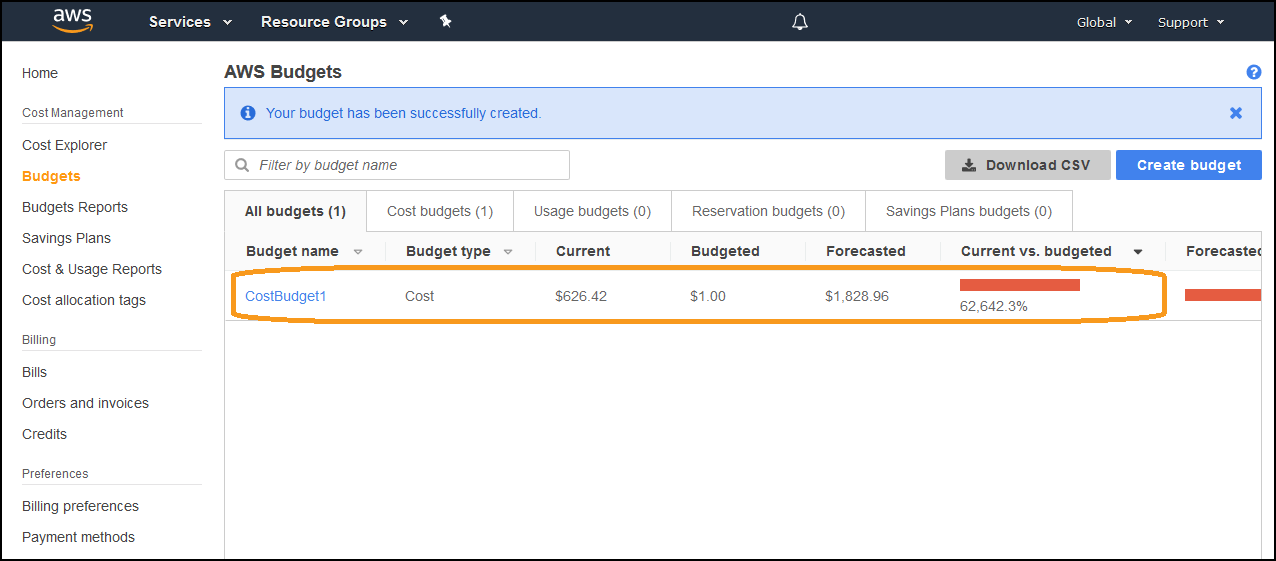 aws Services Resource Groups Global Support
Home
Cost Management
Cost Explorer
Budgets
Budgets Reports
Savings Plans
Cost & Usage Reports
Cost allocation tags
Billing
Bills
Orders and invoices
Credits
Preferences
Billing preferences
Payment methods
AWS Budgets ?
i Your budget has been successfully created.
Filter by budget name Download CSV Create budget
All budgets (1) Cost budgets (1) Usage budgets (0) Reservation budgets (0) Savings Plans budgets (0)
Budget name Budget type Current Budgeted Forecasted Current vs. budgeted Forecasted
CostBudget1 Cost $626.42 $1.00 $1,828.96
62,642.3%